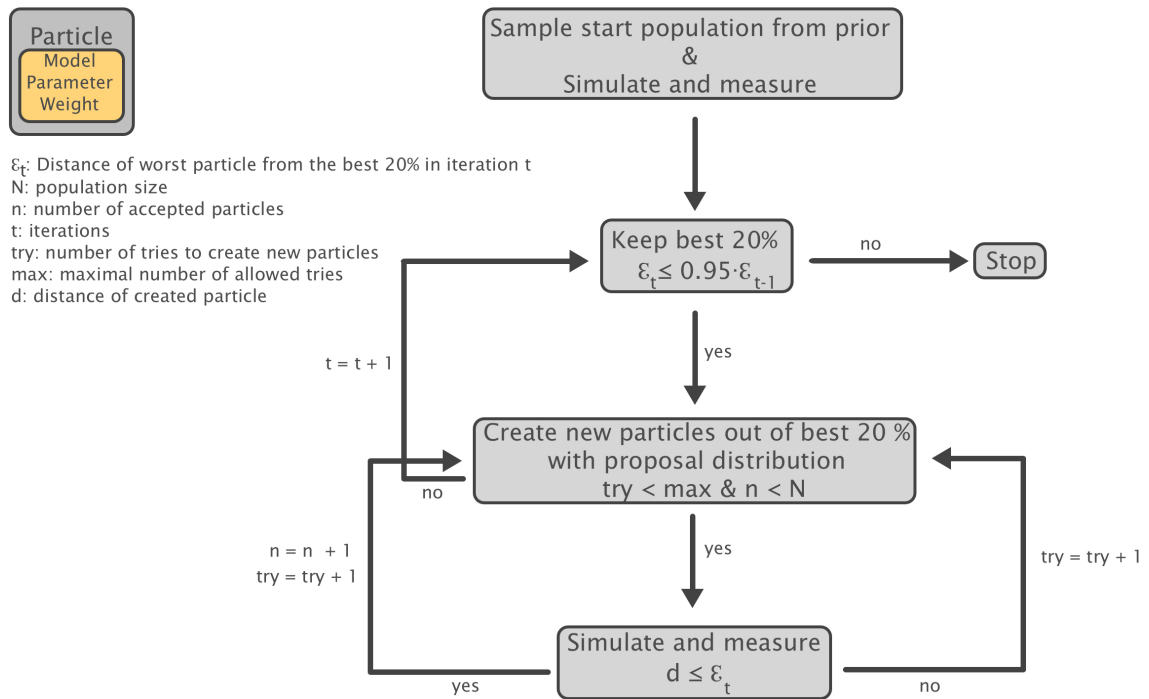 Particle
Model
Parameter
Weight
Sample start population from prior
&
Simulate and measure
εt: Distance of worst particle from the best 20% in iteration t
N: population size
n: number of accepted particles
t: iterations
try: number of tries to create new particles
max: maximal number of allowed tries
d: distance of created particle
Keep best 20%
εt ≤ 0.95·εt-1
no
Stop
yes
t = t + 1
Create new particles out of best 20 %
with proposal distribution
try < max & n < N
no
yes
n = n + 1
try = try + 1
try = try + 1
Simulate and measure
d ≤ εt
yes
no